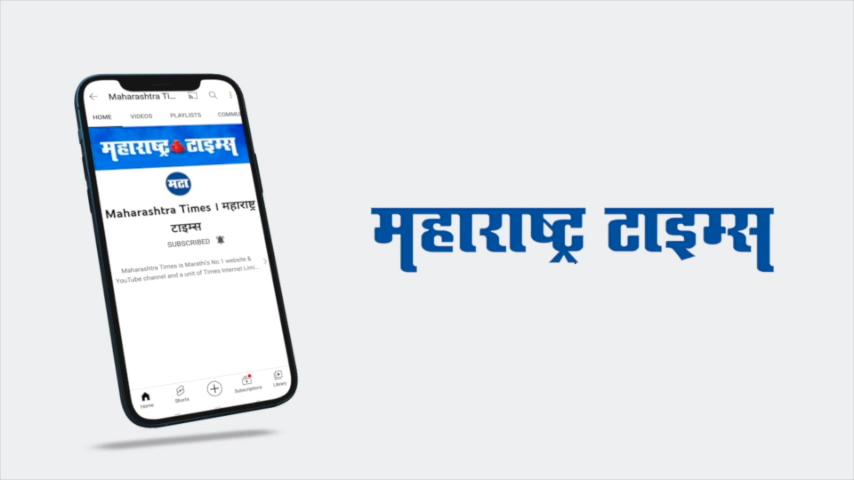 Maharashtra Ti...
HOME VIDEOS PLAYLISTS COMMU
महाराष्ट्र टाइम्स
मटा
Maharashtra Times । महाराष्ट्र
टाइम्स
SUBSCRIBED
Maharashtra Times is Marathi's No.1 website &
YouTube channel and a unit of Times Internet Limi...
Home Shorts Subscriptions Library
महाराष्ट्र टाइम्स